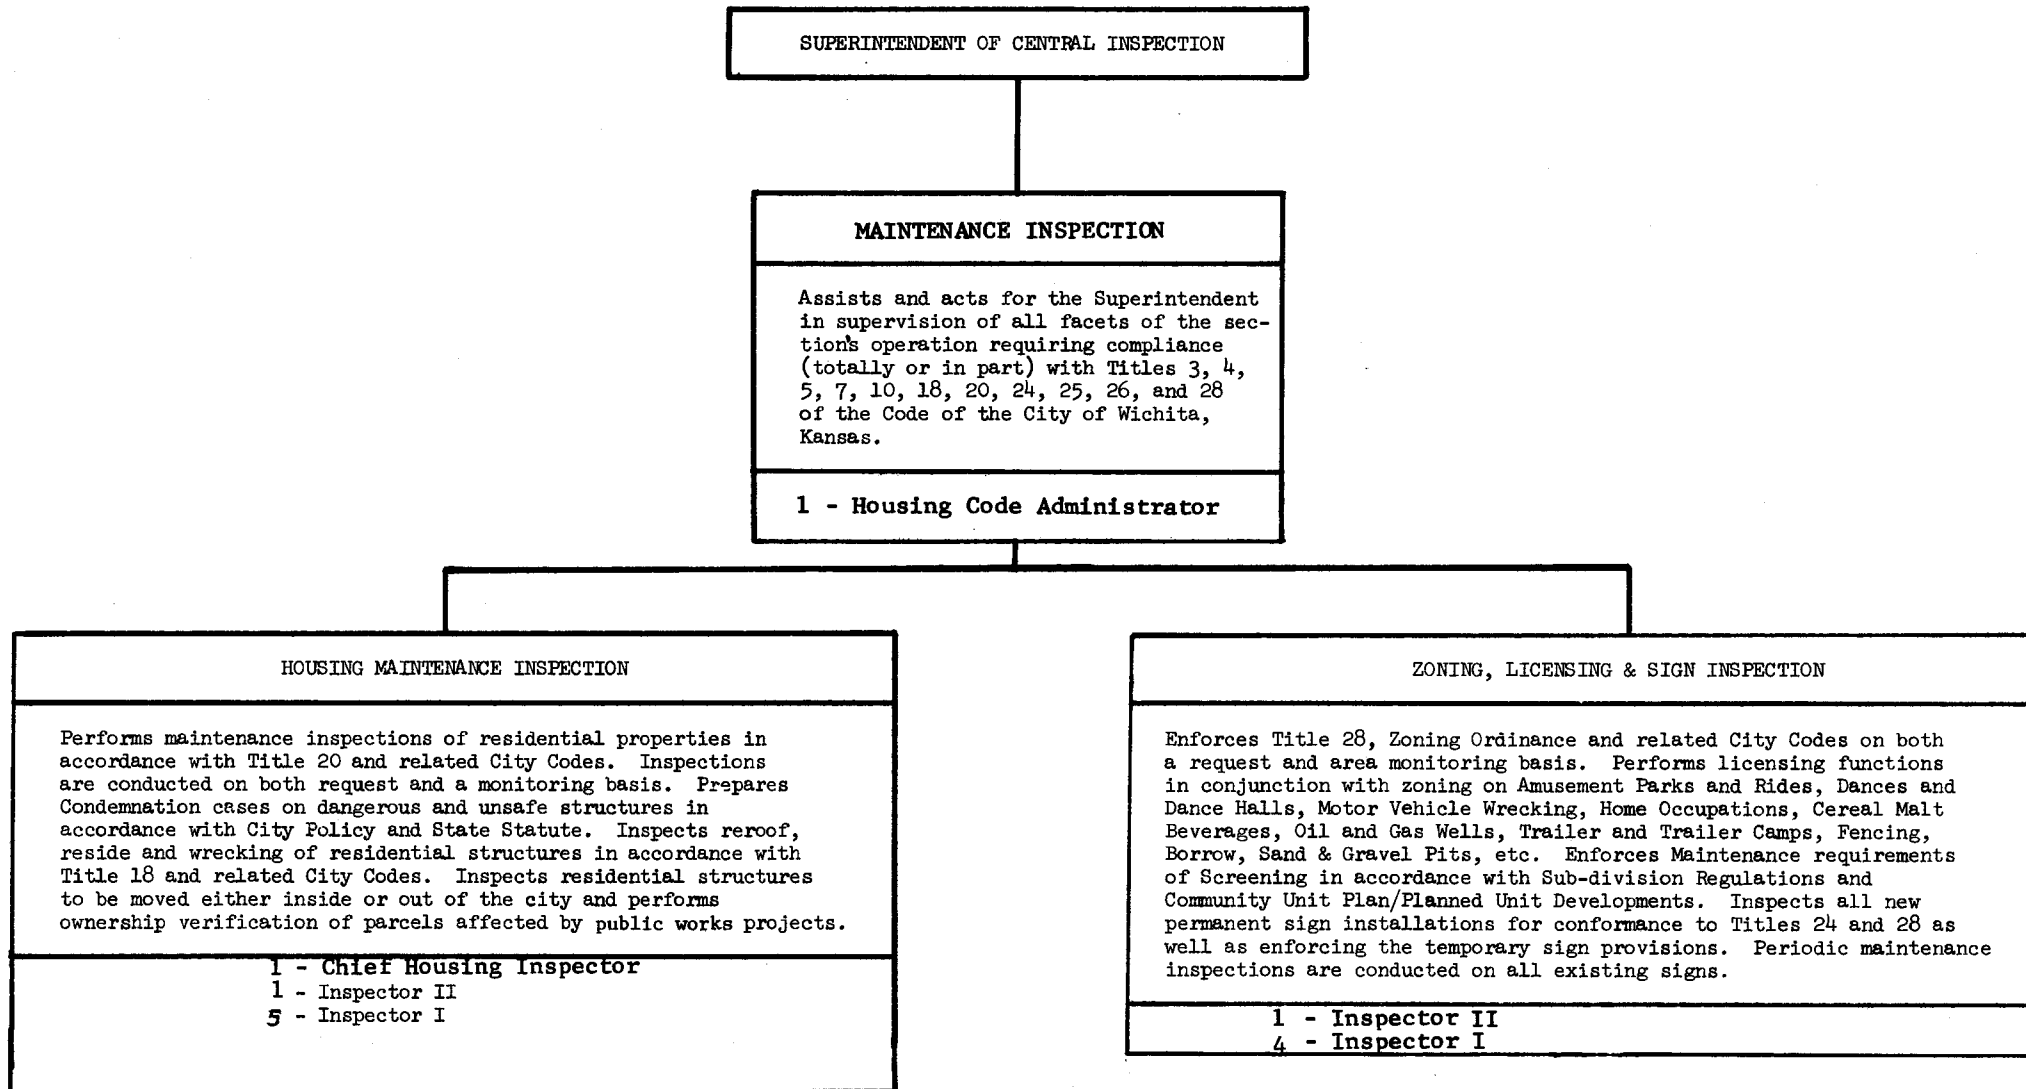 SUPERINTENDENT OF CENTRAL INSPECTION
MAINTENANCE INSPECTION
Assists and acts for the Superintendent
in supervision of all facets of the sec-
tion's operation requiring compliance
(totally or in part) with Titles 3, 4,
5, 7, 10, 18, 20, 24, 25, 26, and 28
of the Code of the City of Wichita,
Kansas.
1 - Housing Code Administrator
HOUSING MAINTENANCE INSPECTION
Performs maintenance inspections of residential properties in
accordance with Title 20 and related City Codes. Inspections
are conducted on both request and a monitoring basis. Prepares
Condemnation cases on dangerous and unsafe structures in
accordance with City Policy and State Statute. Inspects reroof,
reside and wrecking of residential structures in accordance with
Title 18 and related City Codes. Inspects residential structures
to be moved either inside or out of the city and performs
ownership verification of parcels affected by public works projects.
1 - Chief Housing Inspector
1 - Inspector II
5 - Inspector I
ZONING, LICENSING & SIGN INSPECTION
Enforces Title 28, Zoning Ordinance and related City Codes on both
a request and area monitoring basis. Performs licensing functions
in conjunction with zoning on Amusement Parks and Rides, Dances and
Dance Halls, Motor Vehicle Wrecking, Home Occupations, Cereal Malt
Beverages, Oil and Gas Wells, Trailer and Trailer Camps, Fencing,
Borrow, Sand & Gravel Pits, etc. Enforces Maintenance requirements
of Screening in accordance with Sub-division Regulations and
Community Unit Plan/Planned Unit Developments. Inspects all new
permanent sign installations for conformance to Titles 24 and 28 as
well as enforcing the temporary sign provisions. Periodic maintenance
inspections are conducted on all existing signs.
1 - Inspector II
4 - Inspector I